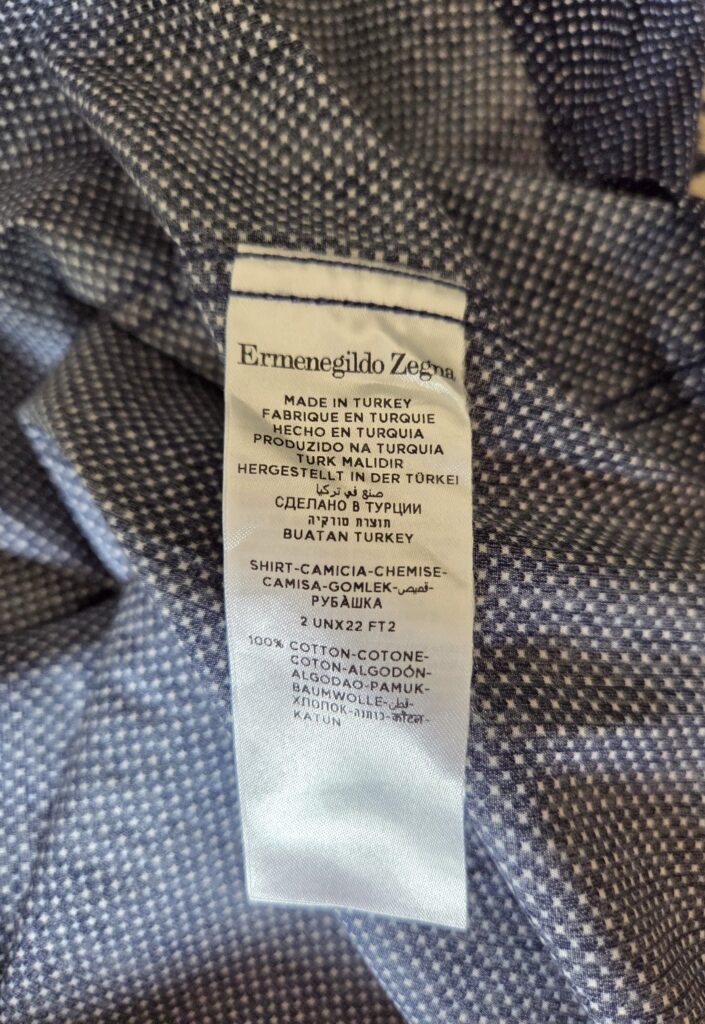 Ermenegildo Zegna
MADE IN TURKEY
FABRIQUE EN TURQUIE
HECHO EN TURQUIA
PRODUZIDO NA TURQUIA
TURK MALIDIR
HERGESTELLT IN DER TÜRKEI
صنع في تركيا
СДЕЛАНО В ТУРЦИИ
תוצרת טורקיה
BUATAN TURKEY
SHIRT-CAMICIA-CHEMISE-
CAMISA-GOMLEK-قميص-
РУБÀШКА
2 UNX22 FT2
100% COTTON-COTONE-
COTON-ALGODÓN-
ALGODAO-PAMUK-
BAUMWOLLE-قطن-
ХЛОПОК-כותנה-कॉटन-
KATUN